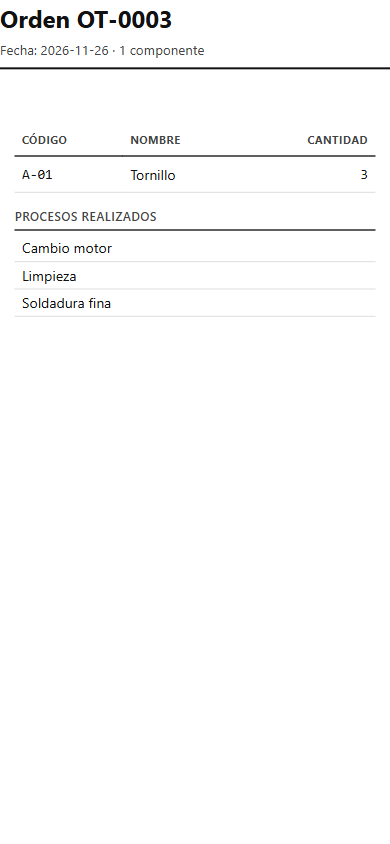 Orden OT-0003
Fecha: 2026-11-26 · 1 componente
CÓDIGO NOMBRE CANTIDAD
A-01 Tornillo 3
PROCESOS REALIZADOS
Cambio motor
Limpieza
Soldadura fina